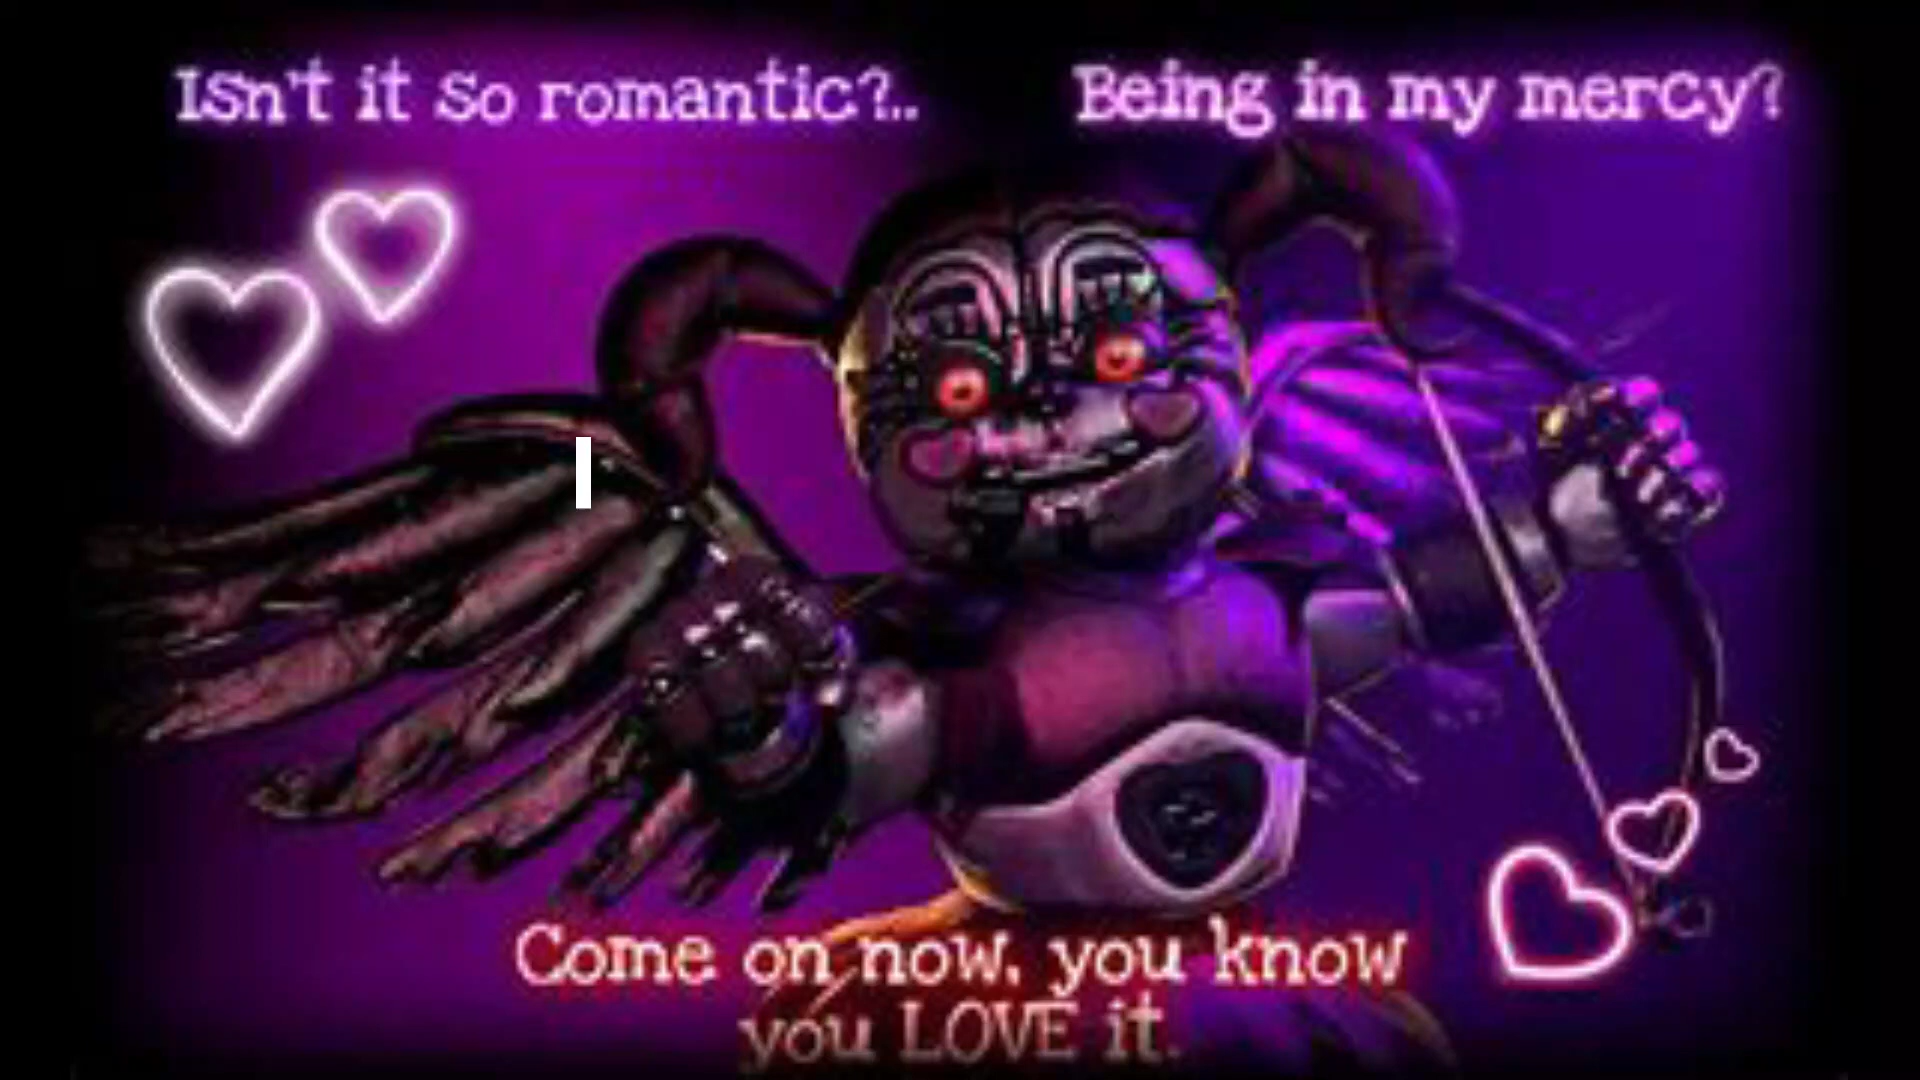 Isn't it so romantic?..
Being in my mercy?
Come on now, you know
you LOVE it.